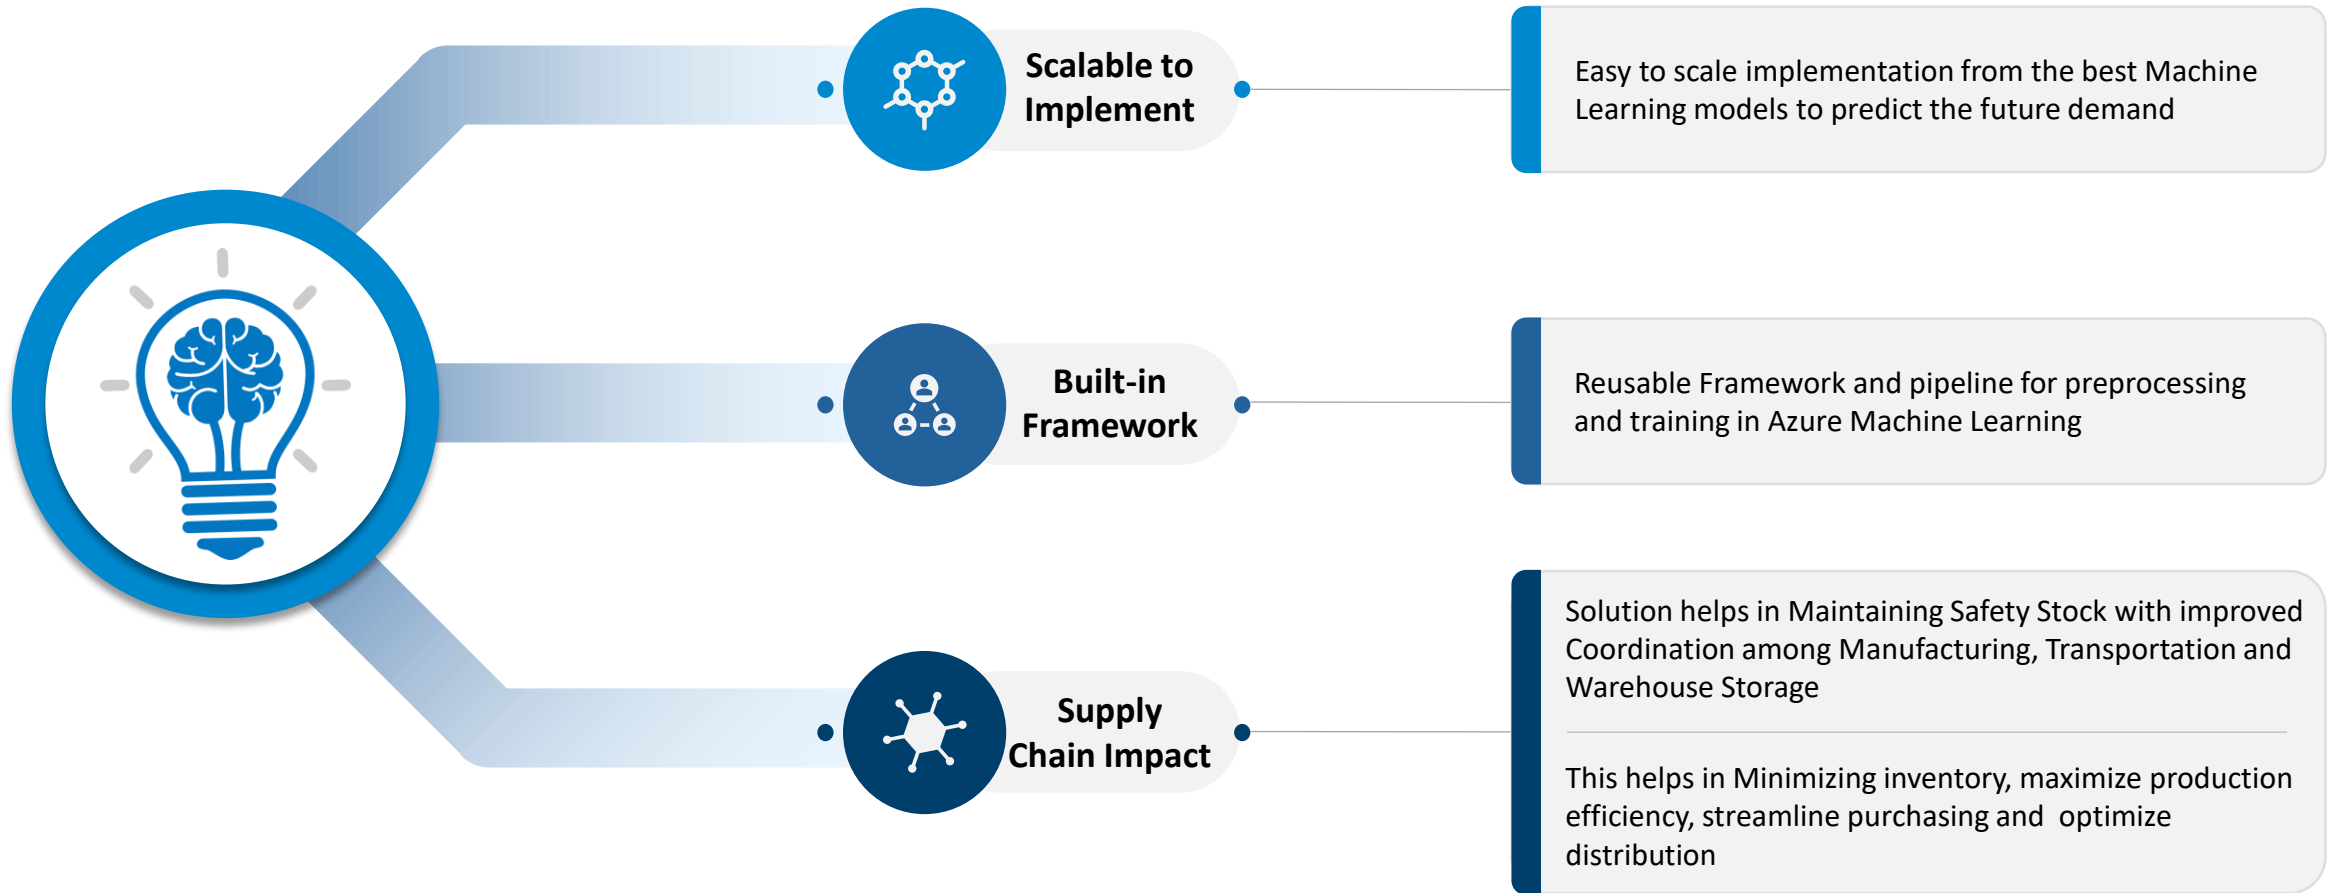 Scalable to
Implement
Easy to scale implementation from the best Machine
Learning models to predict the future demand
Built-in
Framework
Reusable Framework and pipeline for preprocessing
and training in Azure Machine Learning
Supply
Chain Impact
Solution helps in Maintaining Safety Stock with improved
Coordination among Manufacturing, Transportation and
Warehouse Storage
This helps in Minimizing inventory, maximize production
efficiency, streamline purchasing and  optimize
distribution